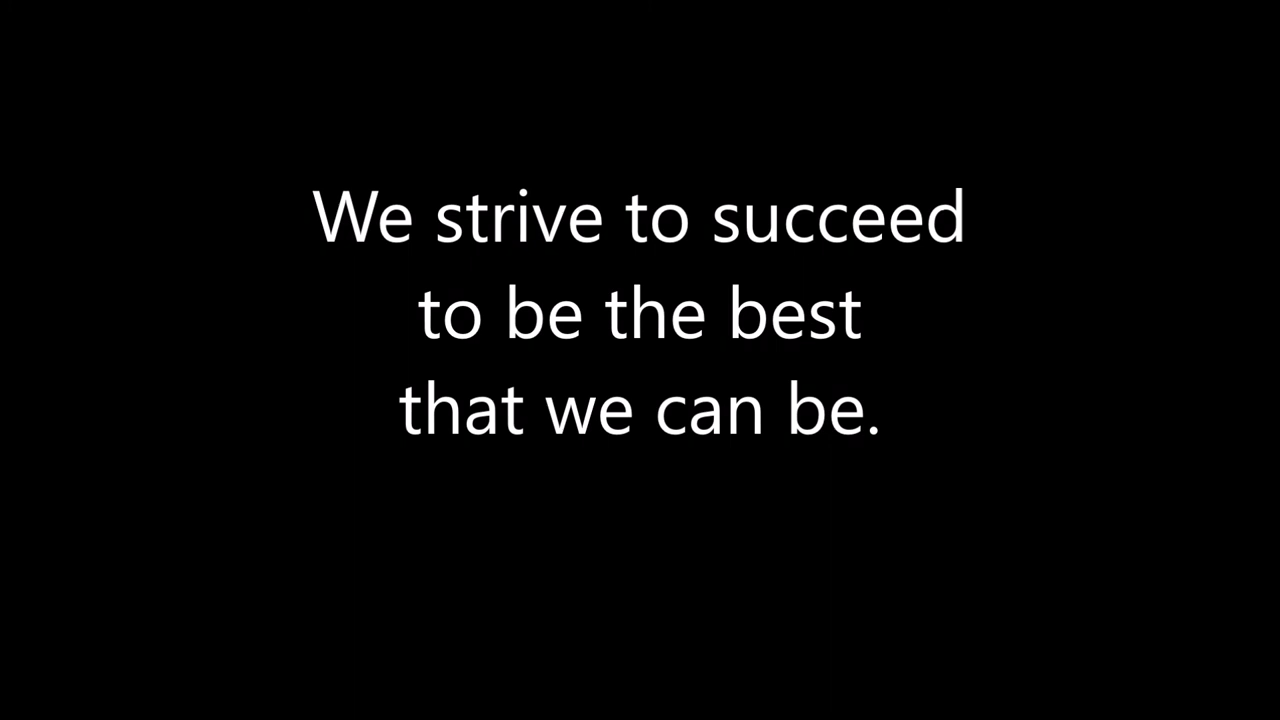 We strive to succeed
to be the best
that we can be.